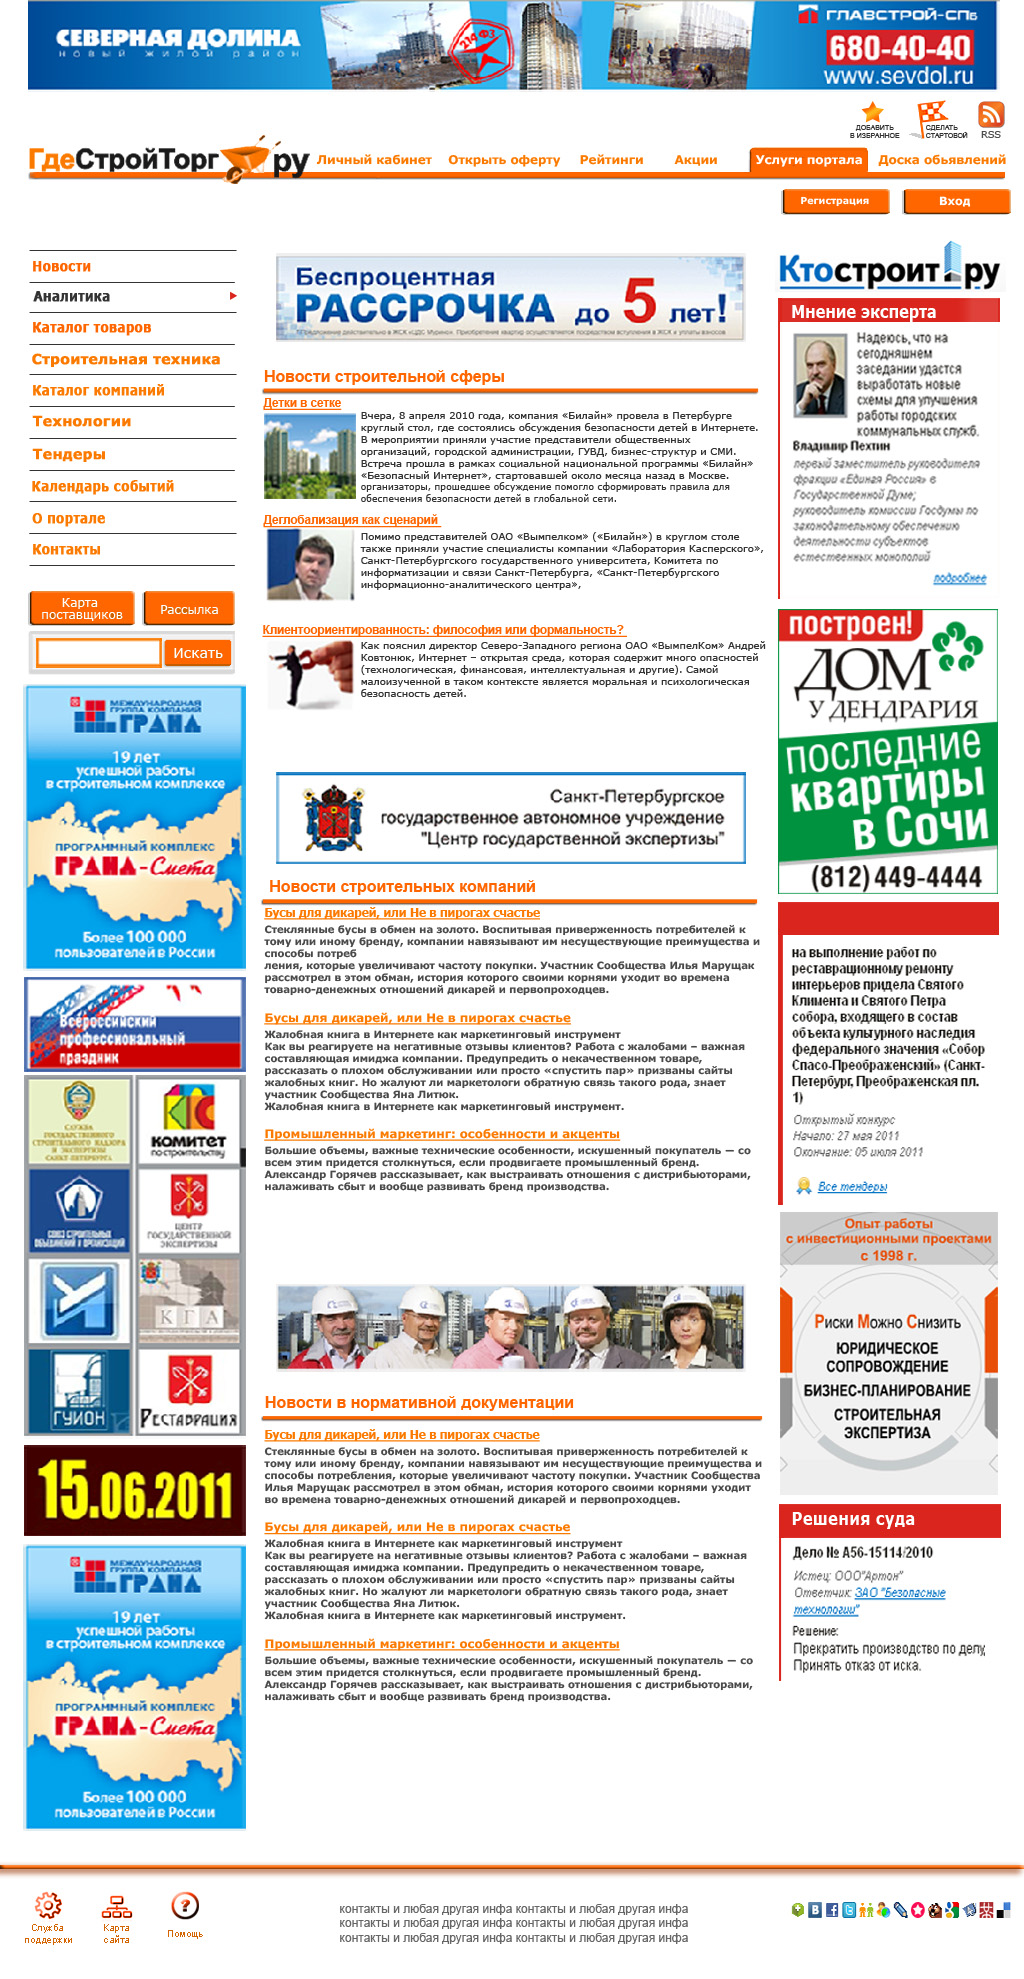 СЕВЕРНАЯ ДОЛИНА
НОВЫЙ ЖИЛОЙ РАЙОН
214 ФЗ
ГЛАВСТРОЙ-СПб
680-40-40
www.sevdol.ru
ДОБАВИТЬ
В ИЗБРАННОЕ
СДЕЛАТЬ
СТАРТОВОЙ
RSS
ГдеСтройТорг ру
Личный кабинет
Открыть оферту
Рейтинги
Акции
Услуги портала
Доска обьявлений
Регистрация
Вход
Новости
Аналитика
Каталог товаров
Строительная техника
Каталог компаний
Технологии
Тендеры
Календарь событий
О портале
Контакты
Карта
поставщиков
Рассылка
Искать
МЕЖДУНАРОДНАЯ
ГРУППА КОМПАНИЙ
ГРАНД
19 лет
успешной работы
в строительном комплексе
ПРОГРАММНЫЙ КОМПЛЕКС
ГРАНД-Смета
Более 100 000
пользователей в России
Всероссийский
профессиональный
праздник
СЛУЖБА
ГОСУДАРСТВЕННОГО
СТРОИТЕЛЬНОГО НАДЗОРА
И ЭКСПЕРТИЗЫ
САНКТ-ПЕТЕРБУРГА
КОМИТЕТ
по строительству
СОЮЗ СТРОИТЕЛЬНЫХ
ОБЪЕДИНЕНИЙ И ОРГАНИЗАЦИЙ
ЦЕНТР
ГОСУДАРСТВЕННОЙ
ЭКСПЕРТИЗЫ
КГА
ГУИОН
РЕСТАВРАЦИЯ
15.06.2011
МЕЖДУНАРОДНАЯ
ГРУППА КОМПАНИЙ
ГРАНД
19 лет
успешной работы
в строительном комплексе
ПРОГРАММНЫЙ КОМПЛЕКС
ГРАНД-Смета
Более 100 000
пользователей в России
Беспроцентная
РАССРОЧКА до 5 лет!
Предложение действительно в ЖСК «ЦДС Мурино». Приобретение квартир осуществляется посредством вступления в ЖСК и уплаты взносов
Новости строительной сферы
Детки в сетке
Вчера, 8 апреля 2010 года, компания «Билайн» провела в Петербурге
круглый стол, где состоялись обсуждения безопасности детей в Интернете.
В мероприятии приняли участие представители общественных
организаций, городской администрации, ГУВД, бизнес-структур и СМИ.
Встреча прошла в рамках социальной национальной программы «Билайн»
«Безопасный Интернет», стартовавшей около месяца назад в Москве.
организаторы, прошедшее обсуждение помогло сформировать правила для
обеспечения безопасности детей в глобальной сети.
Деглобализация как сценарий
Помимо представителей ОАО «Вымпелком» («Билайн») в круглом столе
также приняли участие специалисты компании «Лаборатория Касперского»,
Санкт-Петербургского государственного университета, Комитета по
информатизации и связи Санкт-Петербурга, «Санкт-Петербургского
информационно-аналитического центра»,
Клиентоориентированность: философия или формальность?
Как пояснил директор Северо-Западного региона ОАО «ВымпелКом» Андрей
Ковтонюк, Интернет – открытая среда, которая содержит много опасностей
(технологическая, финансовая, интеллектуальная и другие). Самой
малоизученной в таком контексте является моральная и психологическая
безопасность детей.
Санкт-Петербургское
государственное автономное учреждение
"Центр государственной экспертизы"
Новости строительных компаний
Бусы для дикарей, или Не в пирогах счастье
Стеклянные бусы в обмен на золото. Воспитывая приверженность потребителей к
тому или иному бренду, компании навязывают им несуществующие преимущества и
способы потреб
ления, которые увеличивают частоту покупки. Участник Сообщества Илья Марущак
рассмотрел в этом обман, история которого своими корнями уходит во времена
товарно-денежных отношений дикарей и первопроходцев.
Бусы для дикарей, или Не в пирогах счастье
Жалобная книга в Интернете как маркетинговый инструмент
Как вы реагируете на негативные отзывы клиентов? Работа с жалобами – важная
составляющая имиджа компании. Предупредить о некачественном товаре,
рассказать о плохом обслуживании или просто «спустить пар» призваны сайты
жалобных книг. Но жалуют ли маркетологи обратную связь такого рода, знает
участник Сообщества Яна Литюк.
Жалобная книга в Интернете как маркетинговый инструмент.
Промышленный маркетинг: особенности и акценты
Большие объемы, важные технические особенности, искушенный покупатель — со
всем этим придется столкнуться, если продвигаете промышленный бренд.
Александр Горячев рассказывает, как выстраивать отношения с дистрибьюторами,
налаживать сбыт и вообще развивать бренд производства.
Новости в нормативной документации
Бусы для дикарей, или Не в пирогах счастье
Стеклянные бусы в обмен на золото. Воспитывая приверженность потребителей к
тому или иному бренду, компании навязывают им несуществующие преимущества и
способы потребления, которые увеличивают частоту покупки. Участник Сообщества
Илья Марущак рассмотрел в этом обман, история которого своими корнями уходит
во времена товарно-денежных отношений дикарей и первопроходцев.
Бусы для дикарей, или Не в пирогах счастье
Жалобная книга в Интернете как маркетинговый инструмент
Как вы реагируете на негативные отзывы клиентов? Работа с жалобами – важная
составляющая имиджа компании. Предупредить о некачественном товаре,
рассказать о плохом обслуживании или просто «спустить пар» призваны сайты
жалобных книг. Но жалуют ли маркетологи обратную связь такого рода, знает
участник Сообщества Яна Литюк.
Жалобная книга в Интернете как маркетинговый инструмент.
Промышленный маркетинг: особенности и акценты
Большие объемы, важные технические особенности, искушенный покупатель — со
всем этим придется столкнуться, если продвигаете промышленный бренд.
Александр Горячев рассказывает, как выстраивать отношения с дистрибьюторами,
налаживать сбыт и вообще развивать бренд производства.
Ктостроит ру
Мнение эксперта
Надеюсь, что на
сегодняшнем
заседании удастся
выработать новые
схемы для улучшения
работы городских
коммунальных служб.
Владимир Пехтин
первый заместитель руководителя
фракции «Единая Россия» в
Государственной Думе;
руководитель комиссии Госдумы по
законодательному обеспечению
деятельности субъектов
естественных монополий
подробнее
построен!
ДОМ
У ДЕНДРАРИЯ
последние
квартиры
в Сочи
(812) 449-4444
на выполнение работ по
реставрационному ремонту
интерьеров придела Святого
Климента и Святого Петра
собора, входящего в состав
объекта культурного наследия
федерального значения «Собор
Спасо-Преображенский» (Санкт-
Петербург, Преображенская пл.
1)
Открытый конкурс
Начало: 27 мая 2011
Окончание: 05 июля 2011
Все тендеры
Опыт работы
с инвестиционными проектами
с 1998 г.
Риски Можно Снизить
ЮРИДИЧЕСКОЕ
СОПРОВОЖДЕНИЕ
БИЗНЕС-ПЛАНИРОВАНИЕ
СТРОИТЕЛЬНАЯ
ЭКСПЕРТИЗА
Решения суда
Дело № А56-15114/2010
Истец: ООО"Артон"
Ответчик: ЗАО "Безопасные
технологии"
Решение:
Прекратить производство по делу,
Принять отказ от иска.
Служба
поддержки
Карта
сайта
Помощь
контакты и любая другая инфа контакты и любая другая инфа
контакты и любая другая инфа контакты и любая другая инфа
контакты и любая другая инфа контакты и любая другая инфа